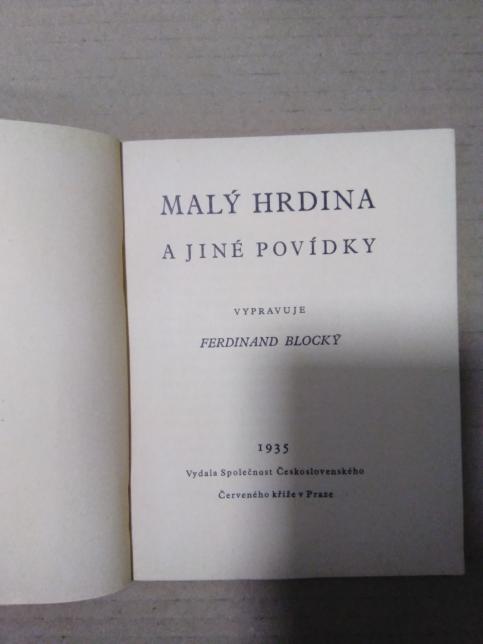 MALÝ HRDINA
A JINÉ POVÍDKY
VYPRAVUJE
FERDINAND BLOCKÝ
1935
Vydala Společnost Československého
Červeného kříže v Praze